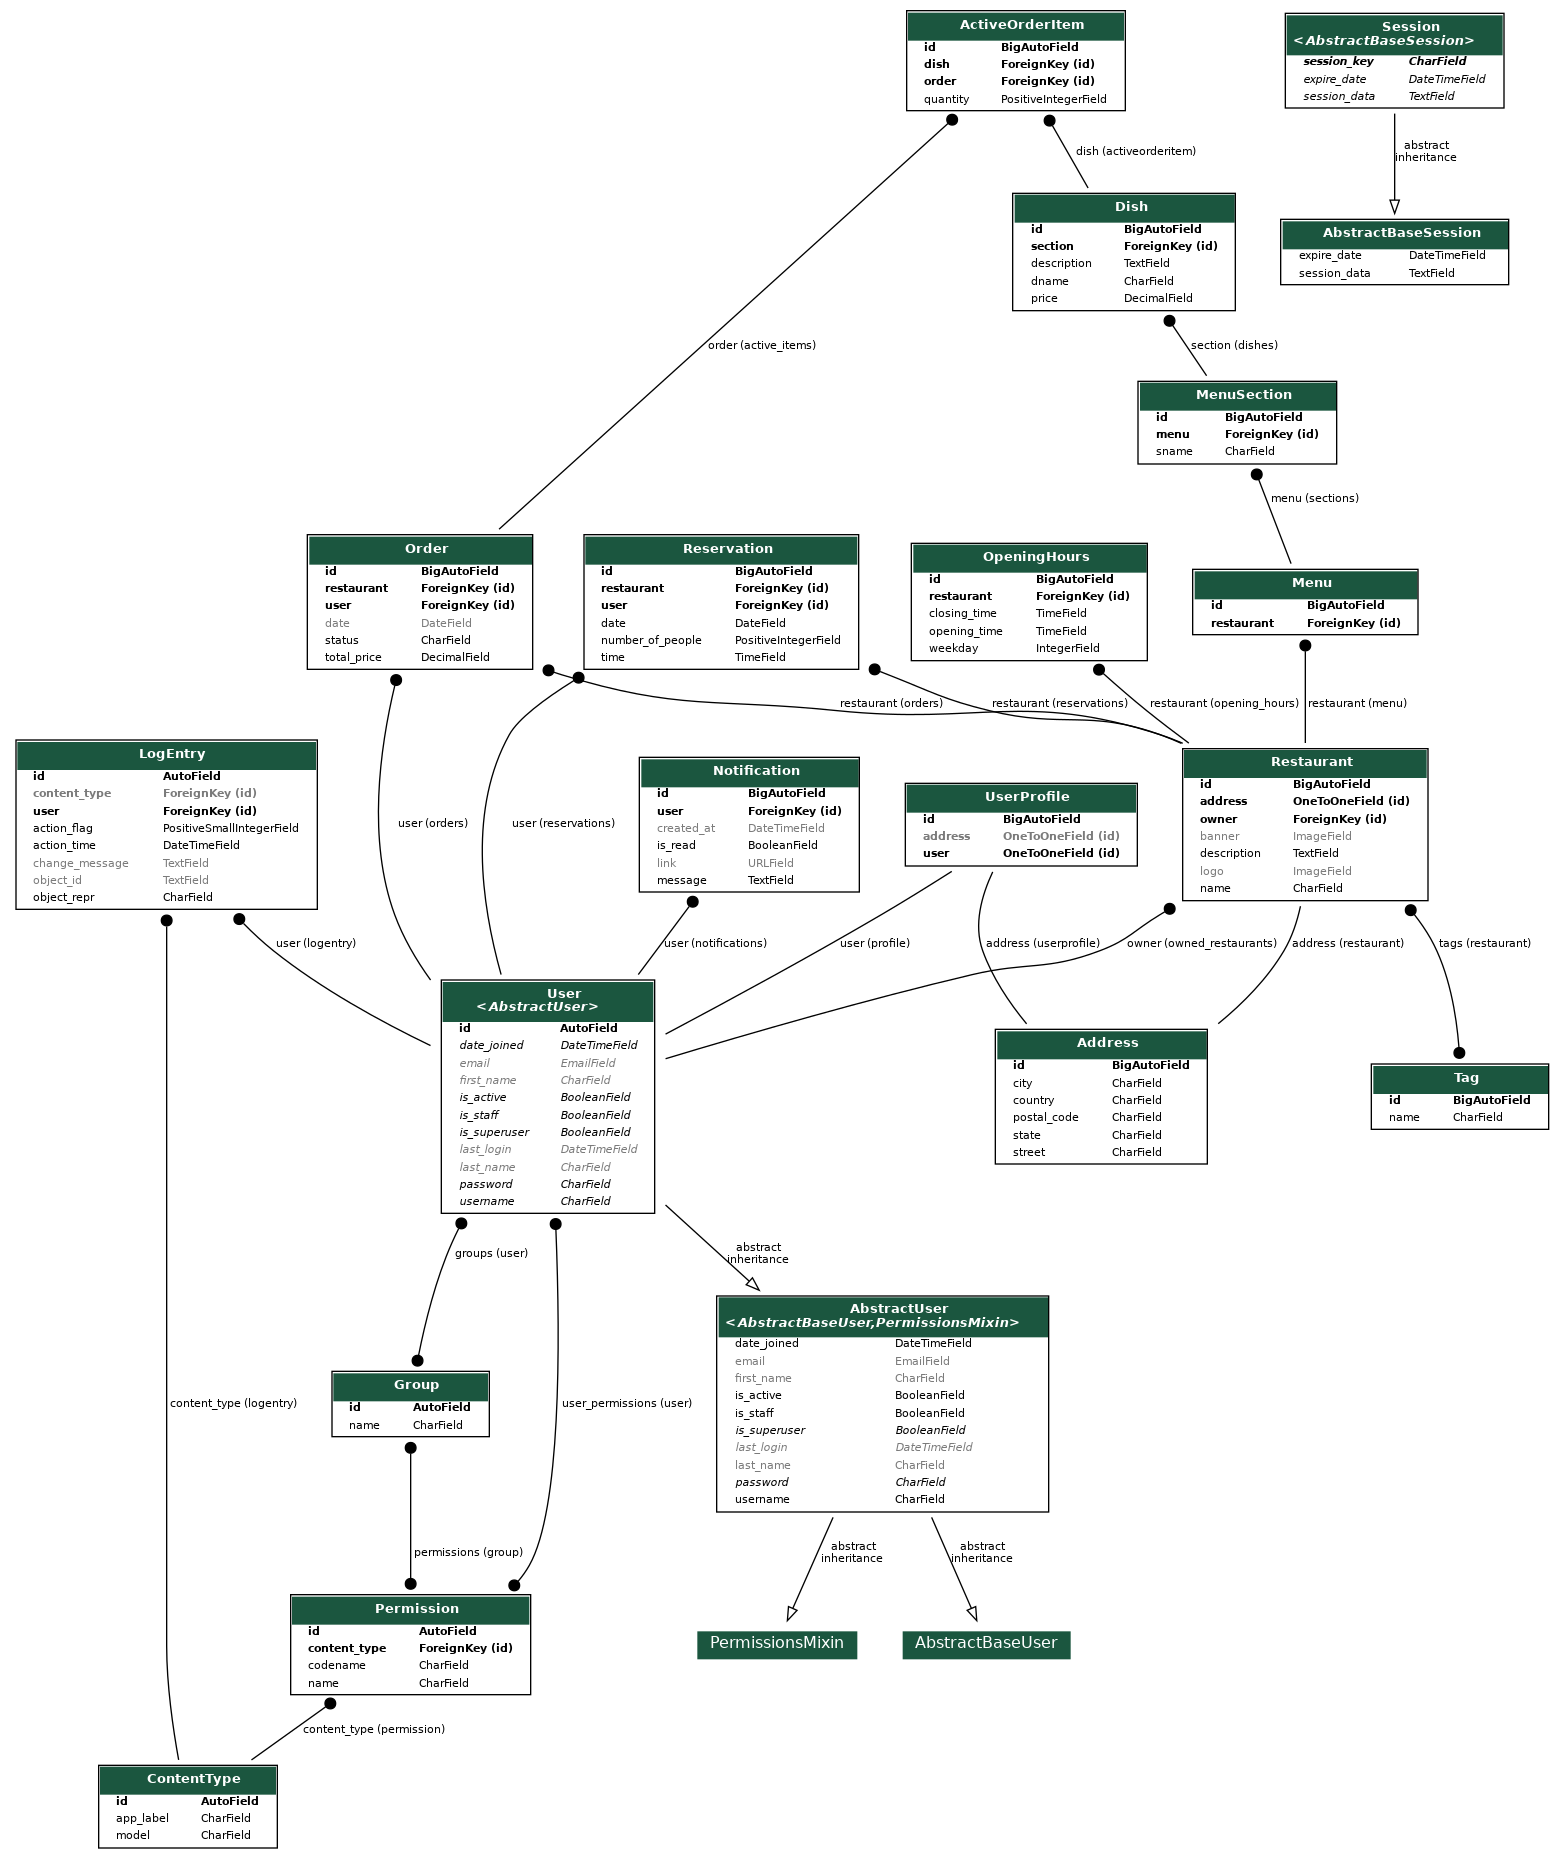 ActiveOrderItem
id BigAutoField
dish ForeignKey (id)
order ForeignKey (id)
quantity PositiveIntegerField
Session
<AbstractBaseSession>
session_key CharField
expire_date DateTimeField
session_data TextField
dish (activeorderitem)
abstract
inheritance
Dish
id BigAutoField
section ForeignKey (id)
description TextField
dname CharField
price DecimalField
AbstractBaseSession
expire_date DateTimeField
session_data TextField
order (active_items)
section (dishes)
MenuSection
id BigAutoField
menu ForeignKey (id)
sname CharField
menu (sections)
Order
id BigAutoField
restaurant ForeignKey (id)
user ForeignKey (id)
date DateField
status CharField
total_price DecimalField
Reservation
id BigAutoField
restaurant ForeignKey (id)
user ForeignKey (id)
date DateField
number_of_people PositiveIntegerField
time TimeField
OpeningHours
id BigAutoField
restaurant ForeignKey (id)
closing_time TimeField
opening_time TimeField
weekday IntegerField
Menu
id BigAutoField
restaurant ForeignKey (id)
restaurant (orders)
restaurant (reservations)
restaurant (opening_hours)
restaurant (menu)
LogEntry
id AutoField
content_type ForeignKey (id)
user ForeignKey (id)
action_flag PositiveSmallIntegerField
action_time DateTimeField
change_message TextField
object_id TextField
object_repr CharField
user (orders)
user (reservations)
Notification
id BigAutoField
user ForeignKey (id)
created_at DateTimeField
is_read BooleanField
link URLField
message TextField
UserProfile
id BigAutoField
address OneToOneField (id)
user OneToOneField (id)
Restaurant
id BigAutoField
address OneToOneField (id)
owner ForeignKey (id)
banner ImageField
description TextField
logo ImageField
name CharField
user (logentry)
user (notifications)
user (profile)
address (userprofile)
owner (owned_restaurants)
address (restaurant)
tags (restaurant)
User
<AbstractUser>
id AutoField
date_joined DateTimeField
email EmailField
first_name CharField
is_active BooleanField
is_staff BooleanField
is_superuser BooleanField
last_login DateTimeField
last_name CharField
password CharField
username CharField
Address
id BigAutoField
city CharField
country CharField
postal_code CharField
state CharField
street CharField
Tag
id BigAutoField
name CharField
groups (user)
abstract
inheritance
AbstractUser
<AbstractBaseUser,PermissionsMixin>
date_joined DateTimeField
email EmailField
first_name CharField
is_active BooleanField
is_staff BooleanField
is_superuser BooleanField
last_login DateTimeField
last_name CharField
password CharField
username CharField
Group
id AutoField
name CharField
content_type (logentry)
user_permissions (user)
permissions (group)
abstract
inheritance
abstract
inheritance
Permission
id AutoField
content_type ForeignKey (id)
codename CharField
name CharField
PermissionsMixin
AbstractBaseUser
content_type (permission)
ContentType
id AutoField
app_label CharField
model CharField